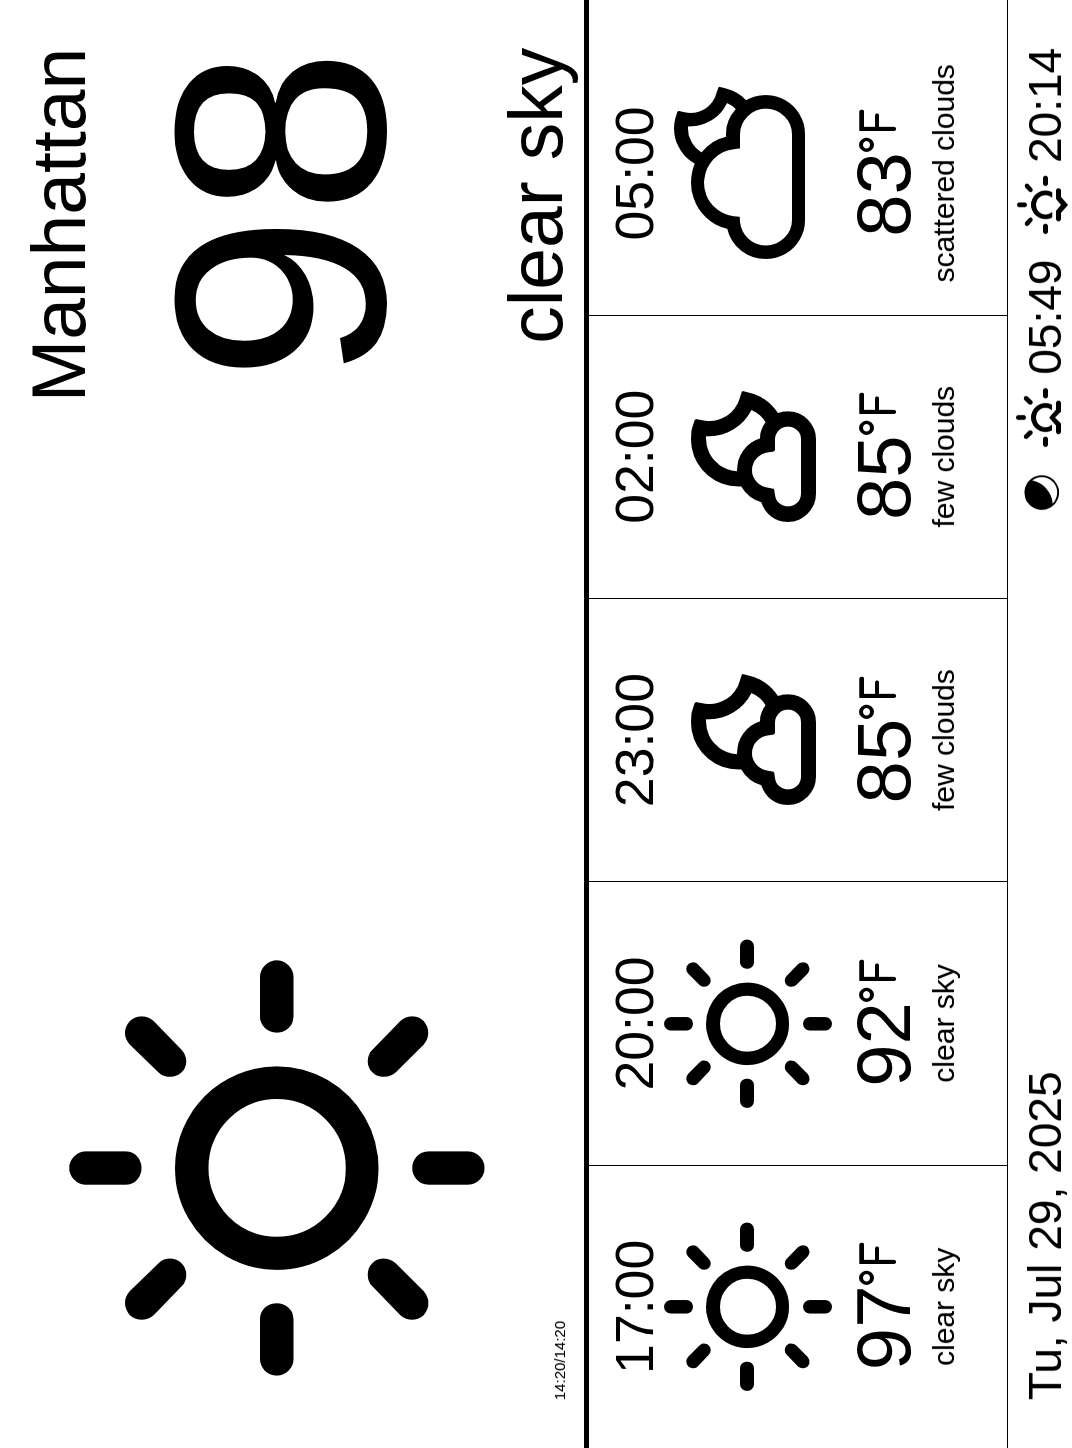 Manhattan
98
clear sky
14:20/14:20
17:00
97°F
clear sky
20:00
92°F
clear sky
23:00
85°F
few clouds
02:00
85°F
few clouds
05:00
83°F
scattered clouds
Tu, Jul 29, 2025
05:49 20:14